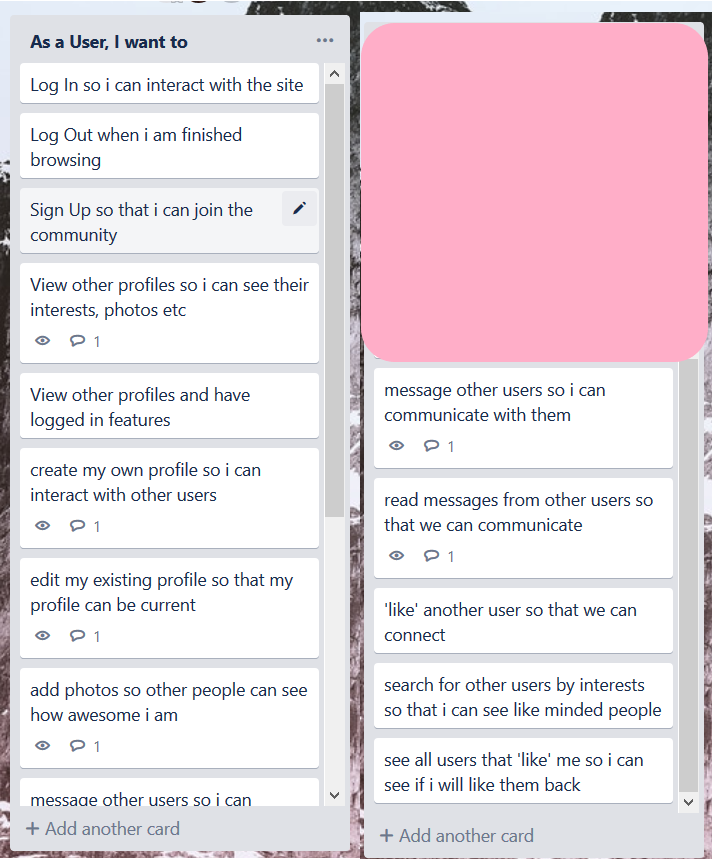 As a User, I want to
Log In so i can interact with the site
Log Out when i am finished
browsing
Sign Up so that i can join the
community
View other profiles so i can see their
interests, photos etc
1
View other profiles and have
logged in features
create my own profile so i can
interact with other users
1
edit my existing profile so that my
profile can be current
1
add photos so other people can see
how awesome i am
1
message other users so i can
+ Add another card
message other users so i can
communicate with them
1
read messages from other users so
that we can communicate
1
'like' another user so that we can
connect
search for other users by interests
so that i can see like minded people
see all users that 'like' me so i can
see if i will like them back
+ Add another card